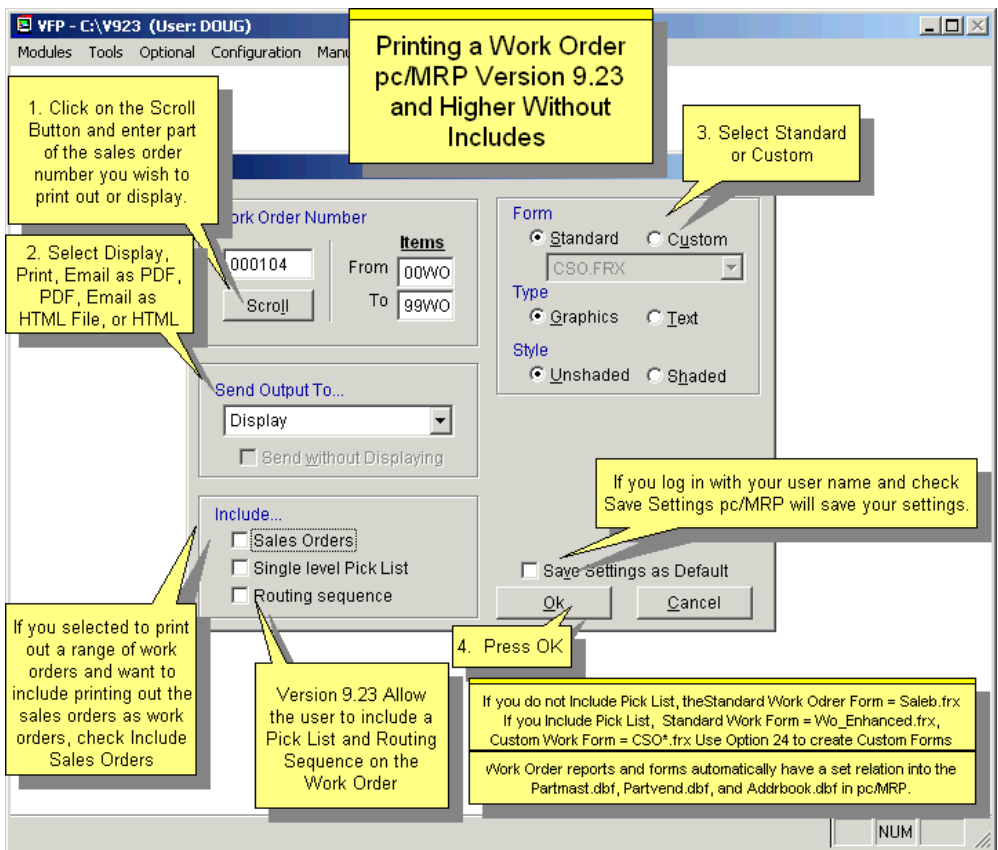 VFP - C:\V923 (User: DOUG)
Modules Tools Optional Configuration Manu
Printing a Work Order
pc/MRP Version 9.23
and Higher Without
Includes
1. Click on the Scroll
Button and enter part
of the sales order
number you wish to
print out or display.
3. Select Standard
or Custom
2. Select Display,
Print, Email as PDF,
PDF, Email as
HTML File, or HTML
ork Order Number
000104
Scroll
Items
From 00WO
To 99WO
Form
Standard Custom
CSO.FRX
Type
Graphics Text
Style
Unshaded Shaded
Send Output To...
Display
Send without Displaying
If you log in with your user name and check
Save Settings pc/MRP will save your settings.
Include...
Sales Orders
Single level Pick List
Routing sequence
Save Settings as Default
Ok Cancel
4. Press OK
If you selected to print
out a range of work
orders and want to
include printing out the
sales orders as work
orders, check Include
Sales Orders
Version 9.23 Allow
the user to include a
Pick List and Routing
Sequence on the
Work Order
If you do not Include Pick List, theStandard Work Odrer Form = Saleb.frx
If you Include Pick List, Standard Work Form = Wo_Enhanced.frx,
Custom Work Form = CSO*.frx Use Option 24 to create Custom Forms
Work Order reports and forms automatically have a set relation into the
Partmast.dbf, Partvend.dbf, and Addrbook.dbf in pc/MRP.
NUM